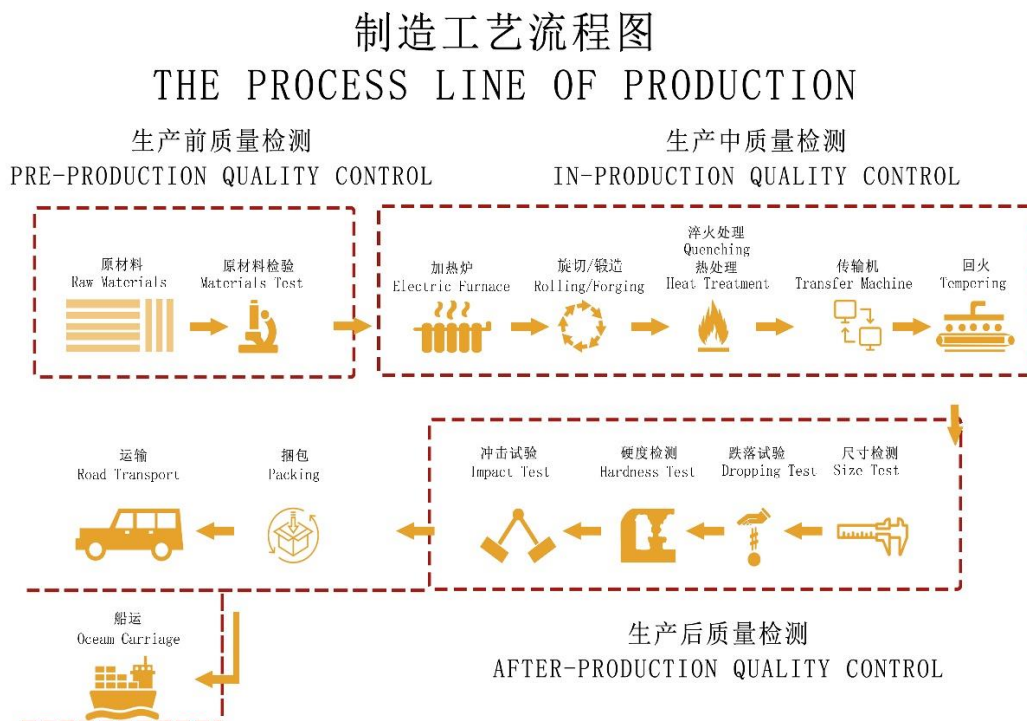 制造工艺流程图
THE PROCESS LINE OF PRODUCTION
生产前质量检测
PRE-PRODUCTION QUALITY CONTROL
生产中质量检测
IN-PRODUCTION QUALITY CONTROL
原材料
Raw Materials
原材料检验
Materials Test
加热炉
Electric Furnace
旋切/锻造
Rolling/Forging
淬火处理
Quenching
热处理
Heat Treatment
传输机
Transfer Machine
回火
Tempering
运输
Road Transport
捆包
Packing
冲击试验
Impact Test
硬度检测
Hardness Test
跌落试验
Dropping Test
尺寸检测
Size Test
船运
Oceam Carriage
生产后质量检测
AFTER-PRODUCTION QUALITY CONTROL